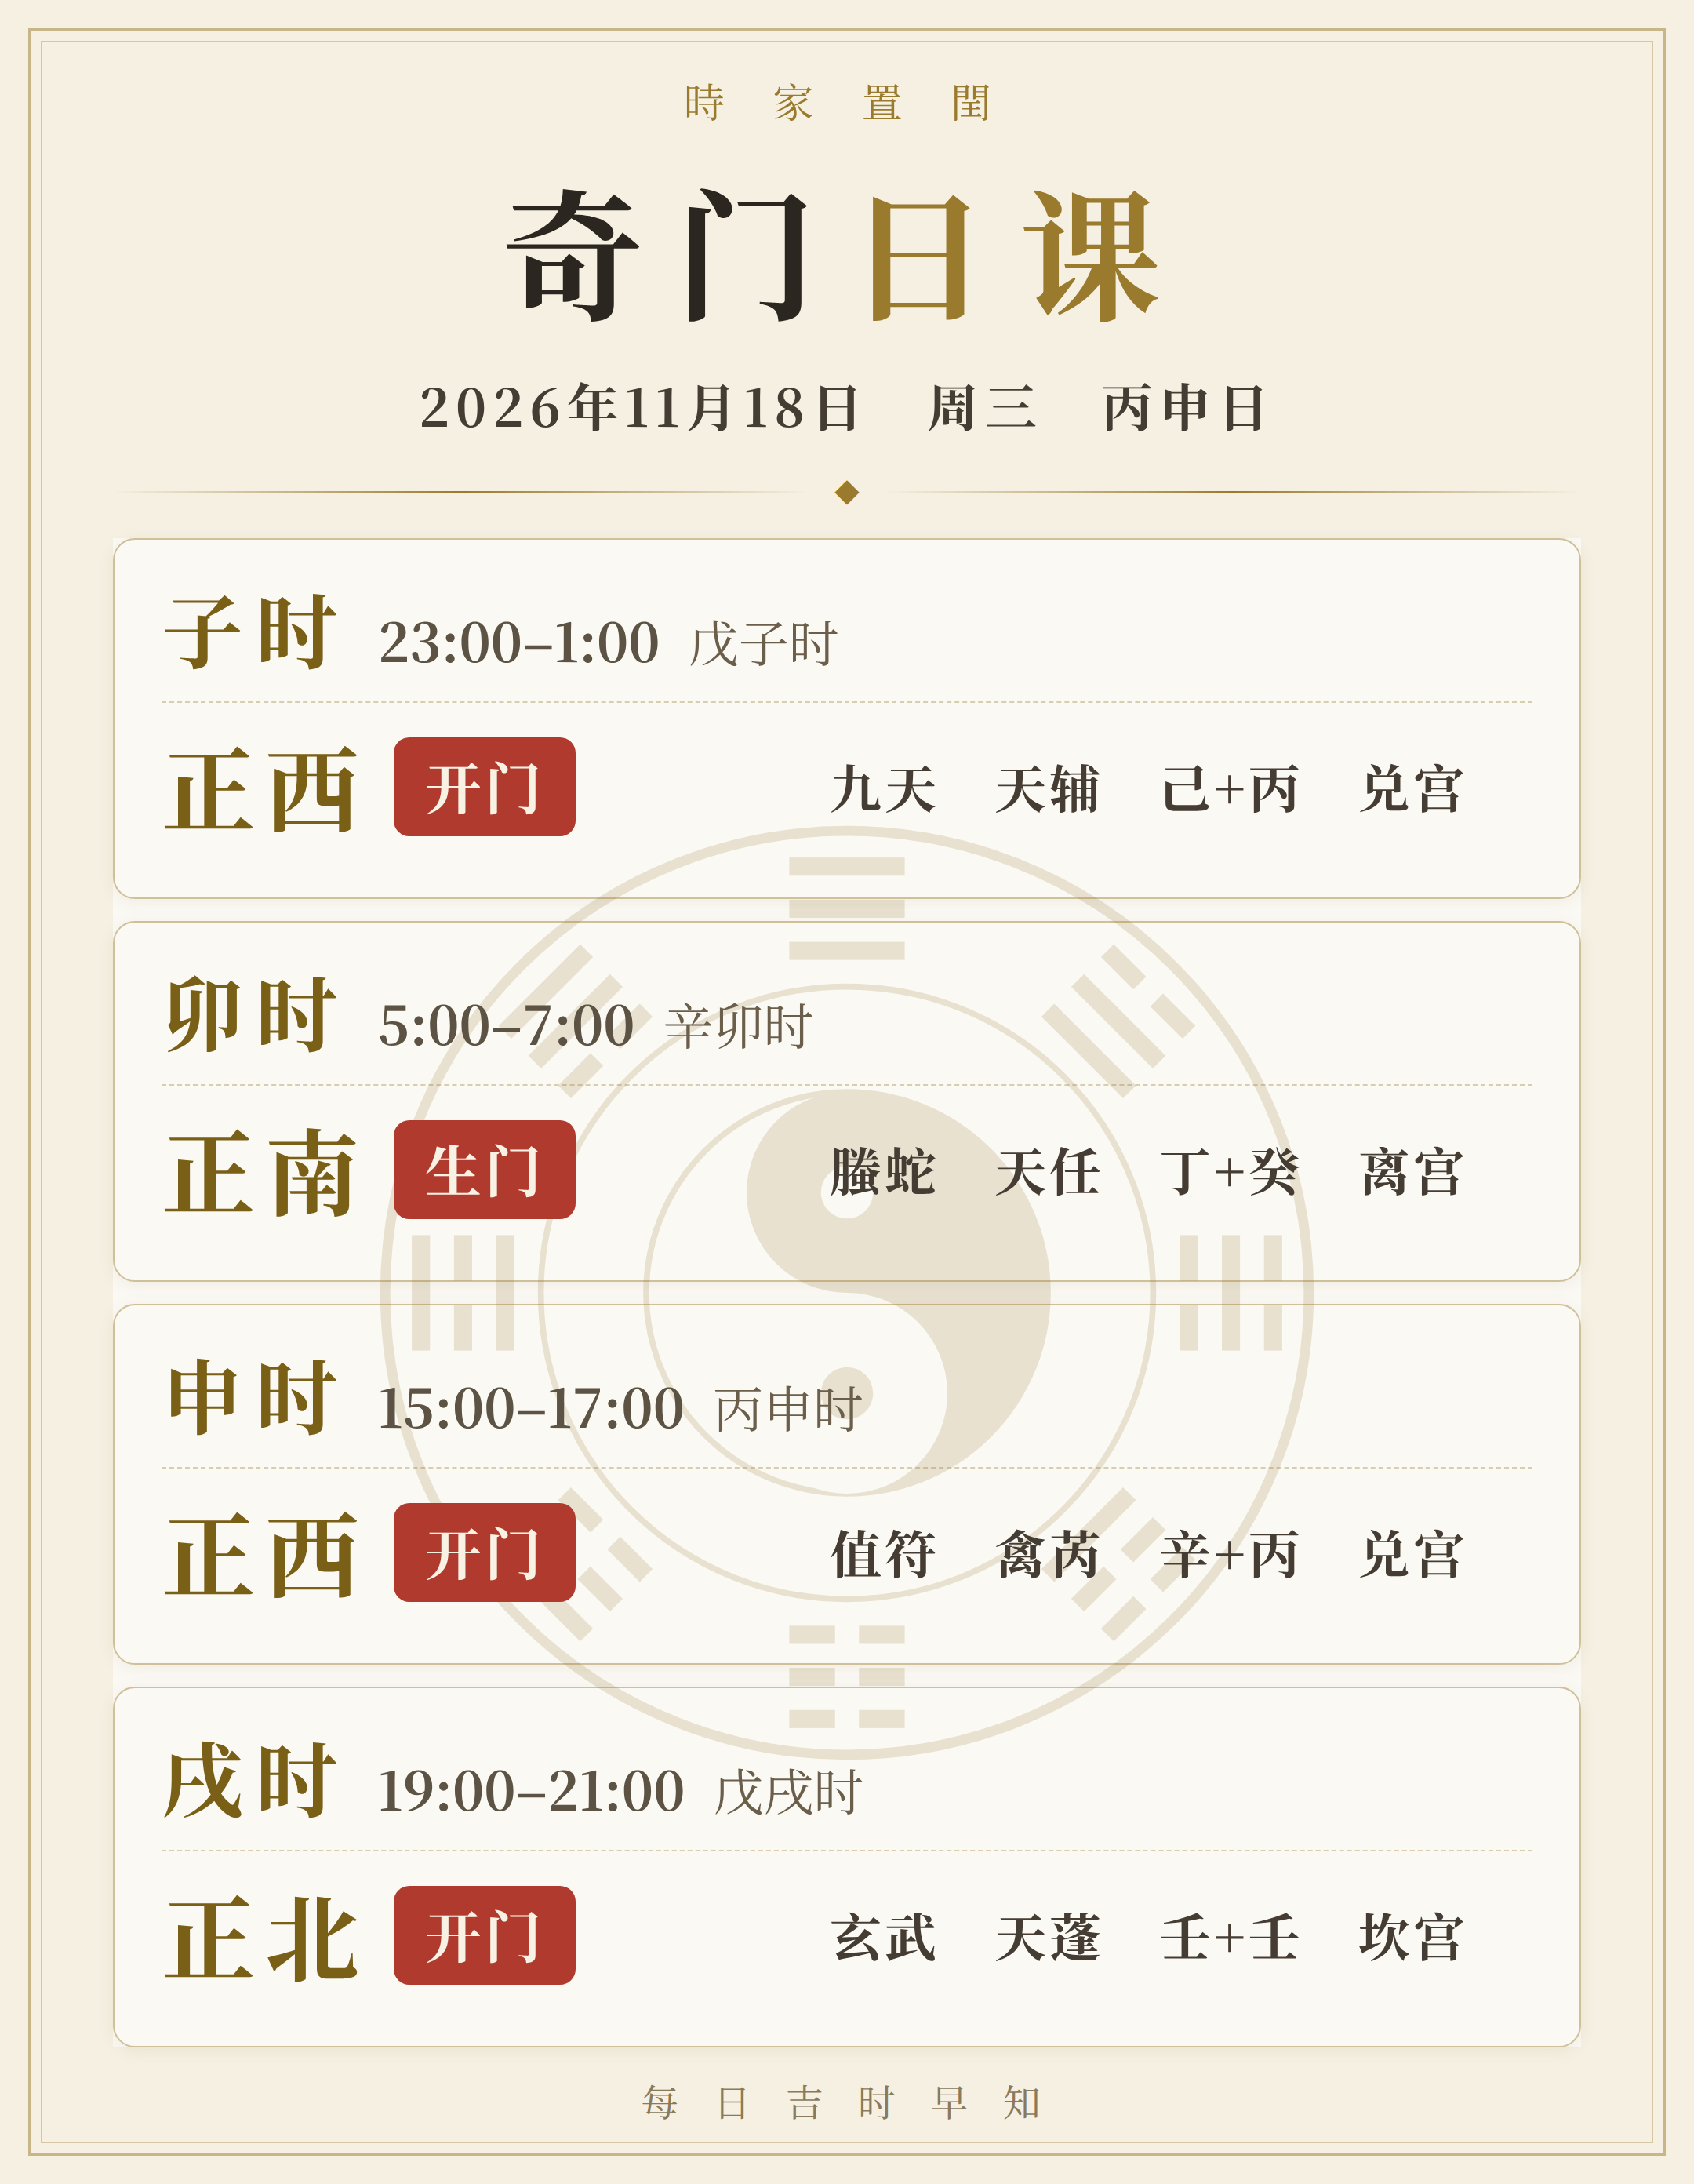 時家置閏
奇门日课
2026年11月18日 周三 丙申日
子时 23:00–1:00 戊子时
正西 开门 九天 天辅 己+丙 兑宫
卯时 5:00–7:00 辛卯时
正南 生门 螣蛇 天任 丁+癸 离宫
申时 15:00–17:00 丙申时
正西 开门 值符 禽芮 辛+丙 兑宫
戌时 19:00–21:00 戊戌时
正北 开门 玄武 天蓬 壬+壬 坎宫
每日吉时早知